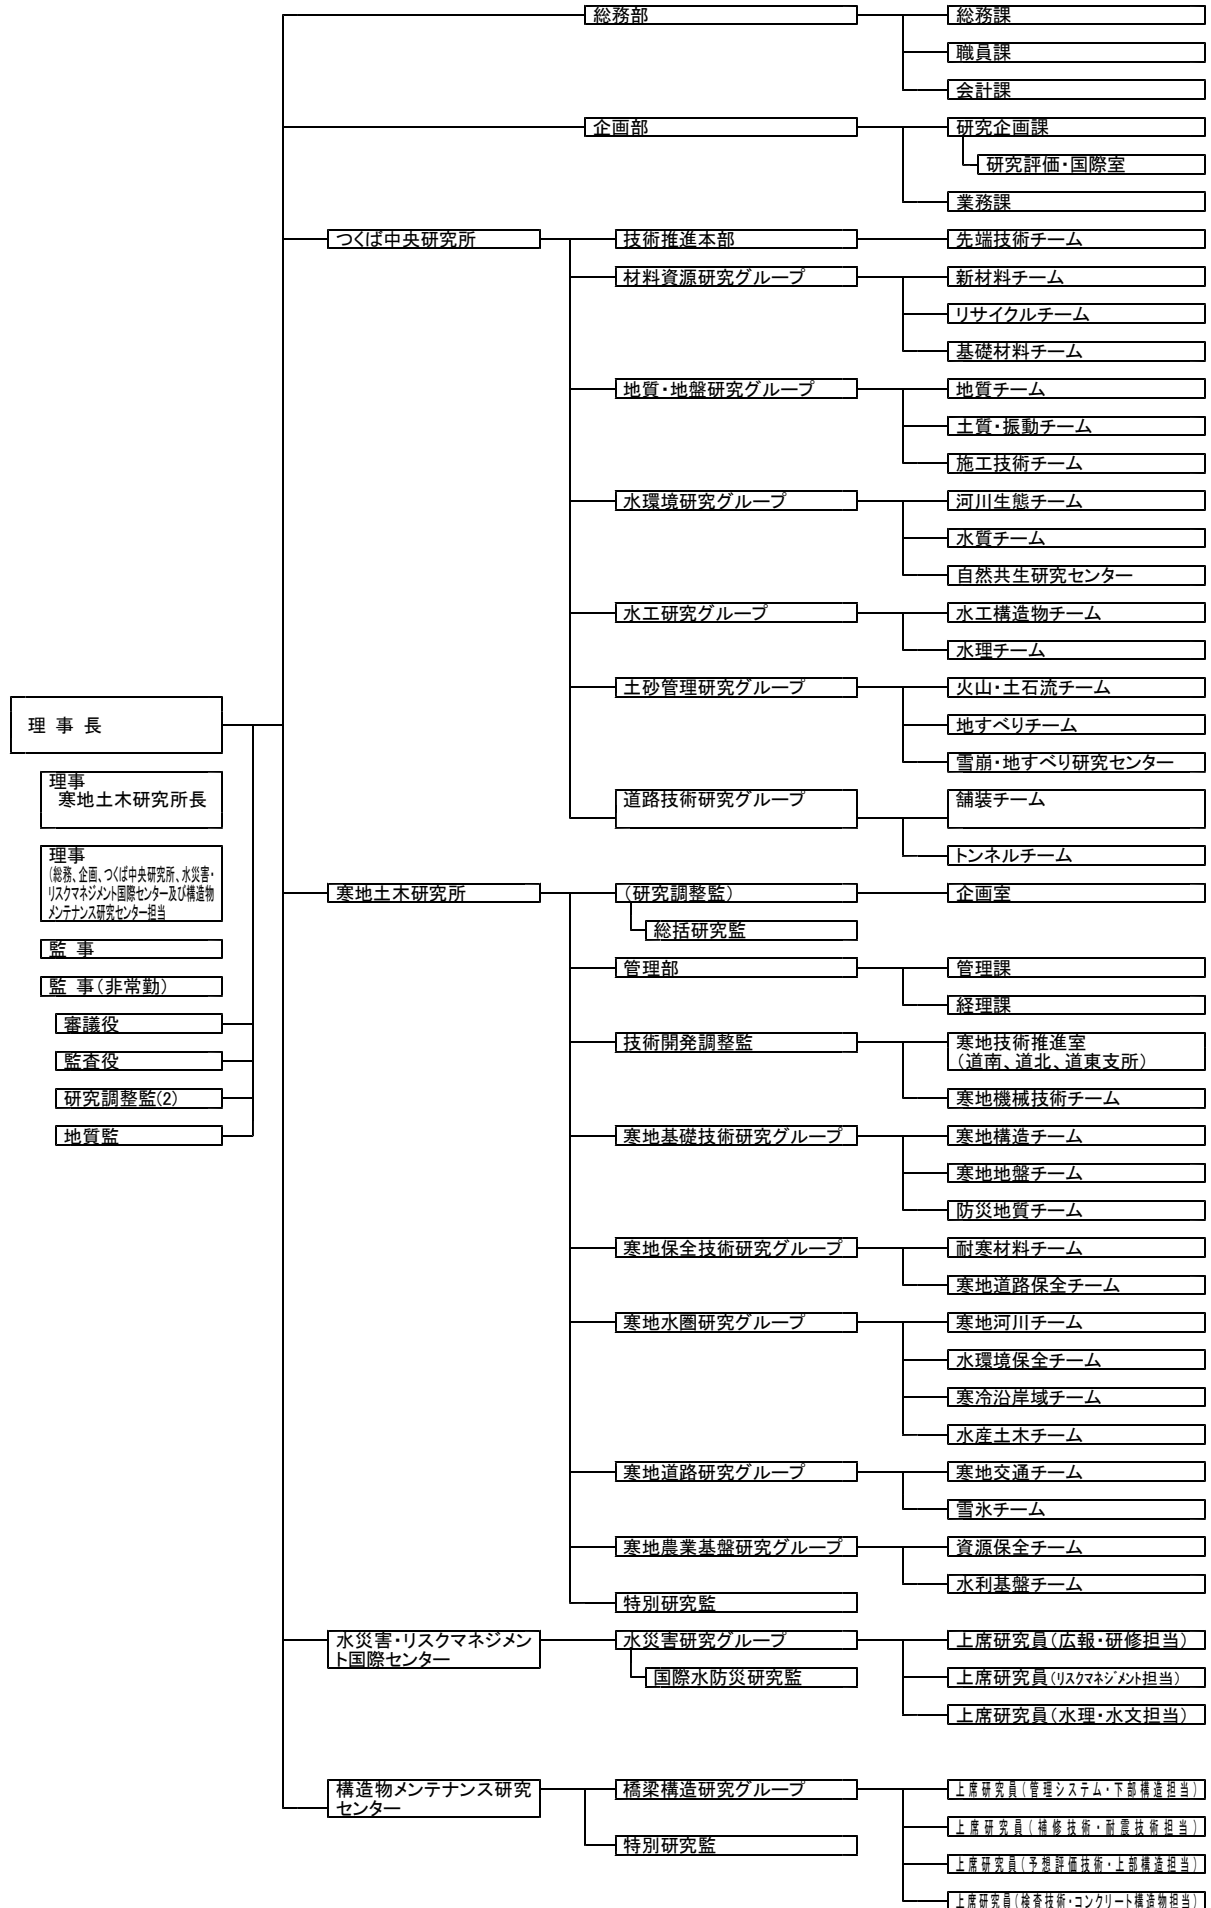 総務部
総務課
職員課
会計課
企画部
研究企画課
研究評価・国際室
業務課
つくば中央研究所
技術推進本部
先端技術チーム
材料資源研究グループ
新材料チーム
リサイクルチーム
基礎材料チーム
地質・地盤研究グループ
地質チーム
土質・振動チーム
施工技術チーム
水環境研究グループ
河川生態チーム
水質チーム
自然共生研究センター
水工研究グループ
水工構造物チーム
水理チーム
土砂管理研究グループ
火山・土石流チーム
地すべりチーム
雪崩・地すべり研究センター
道路技術研究グループ
舗装チーム
トンネルチーム
理 事 長
理事
寒地土木研究所長
理事
(総務、企画、つくば中央研究所、水災害・
リスクマネジメント国際センター及び構造物
メンテナンス研究センター担当
監 事
監 事(非常勤)
審議役
監査役
研究調整監(2)
地質監
寒地土木研究所
(研究調整監)
企画室
総括研究監
管理部
管理課
経理課
技術開発調整監
寒地技術推進室
(道南、道北、道東支所)
寒地機械技術チーム
寒地基礎技術研究グループ
寒地構造チーム
寒地地盤チーム
防災地質チーム
寒地保全技術研究グループ
耐寒材料チーム
寒地道路保全チーム
寒地水圏研究グループ
寒地河川チーム
水環境保全チーム
寒冷沿岸域チーム
水産土木チーム
寒地道路研究グループ
寒地交通チーム
雪氷チーム
寒地農業基盤研究グループ
資源保全チーム
水利基盤チーム
特別研究監
水災害・リスクマネジメン
ト国際センター
水災害研究グループ
国際水防災研究監
上席研究員(広報・研修担当)
上席研究員(リスクマネジメント担当)
上席研究員(水理・水文担当)
構造物メンテナンス研究
センター
橋梁構造研究グループ
特別研究監
上席研究員(管理システム・下部構造担当)
上席研究員(補修技術・耐震技術担当)
上席研究員(予想評価技術・上部構造担当)
上席研究員(検査技術・コンクリート構造物担当)